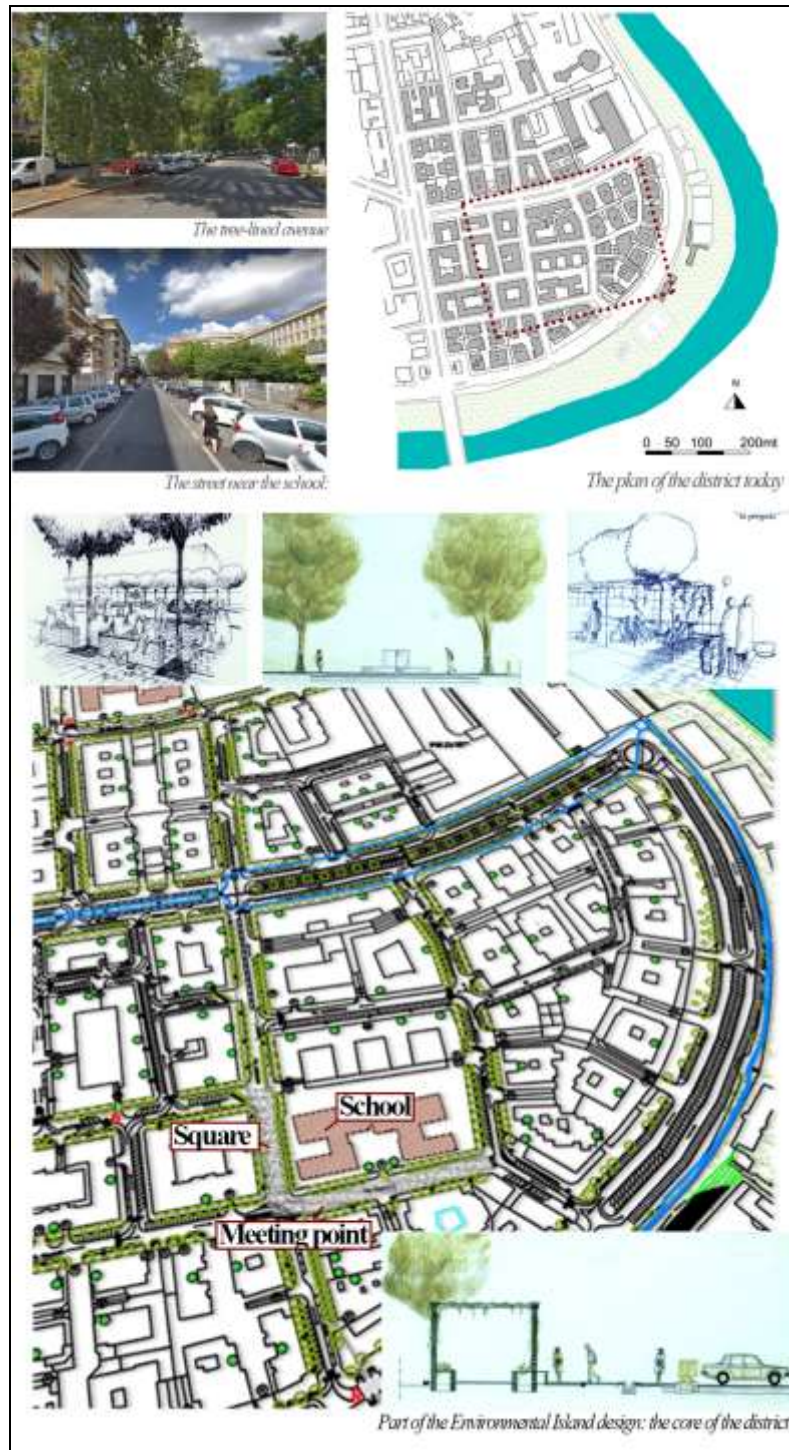 The tree-lined avenue
The street near the school:
N
0 50 100 200mt
The plan of the district today
School
Square
Meeting point
Part of the Environmental Island design: the core of the district